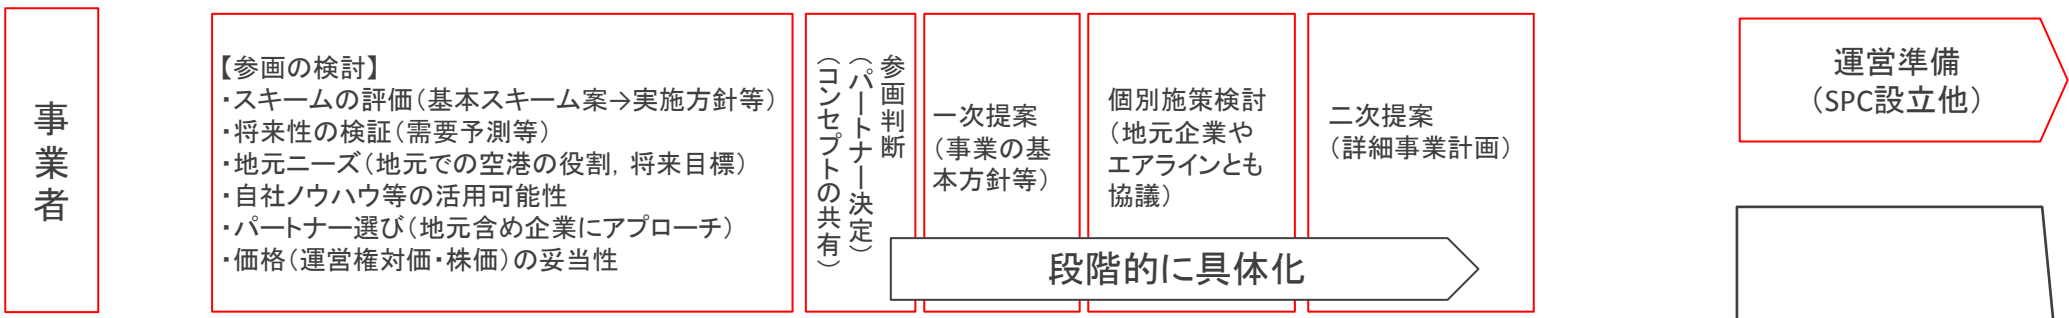 事業者
【参画の検討】
・スキームの評価（基本スキーム案→実施方針等）
・将来性の検証（需要予測等）
・地元ニーズ（地元での空港の役割，将来目標）
・自社ノウハウ等の活用可能性
・パートナー選び（地元含め企業にアプローチ）
・価格（運営権対価・株価）の妥当性
参画判断
（パートナー決定）
（コンセプトの共有）
一次提案
（事業の基
本方針等）
個別施策検討
（地元企業や
エアラインとも
協議）
二次提案
（詳細事業計画）
段階的に具体化
運営準備
（SPC設立他）